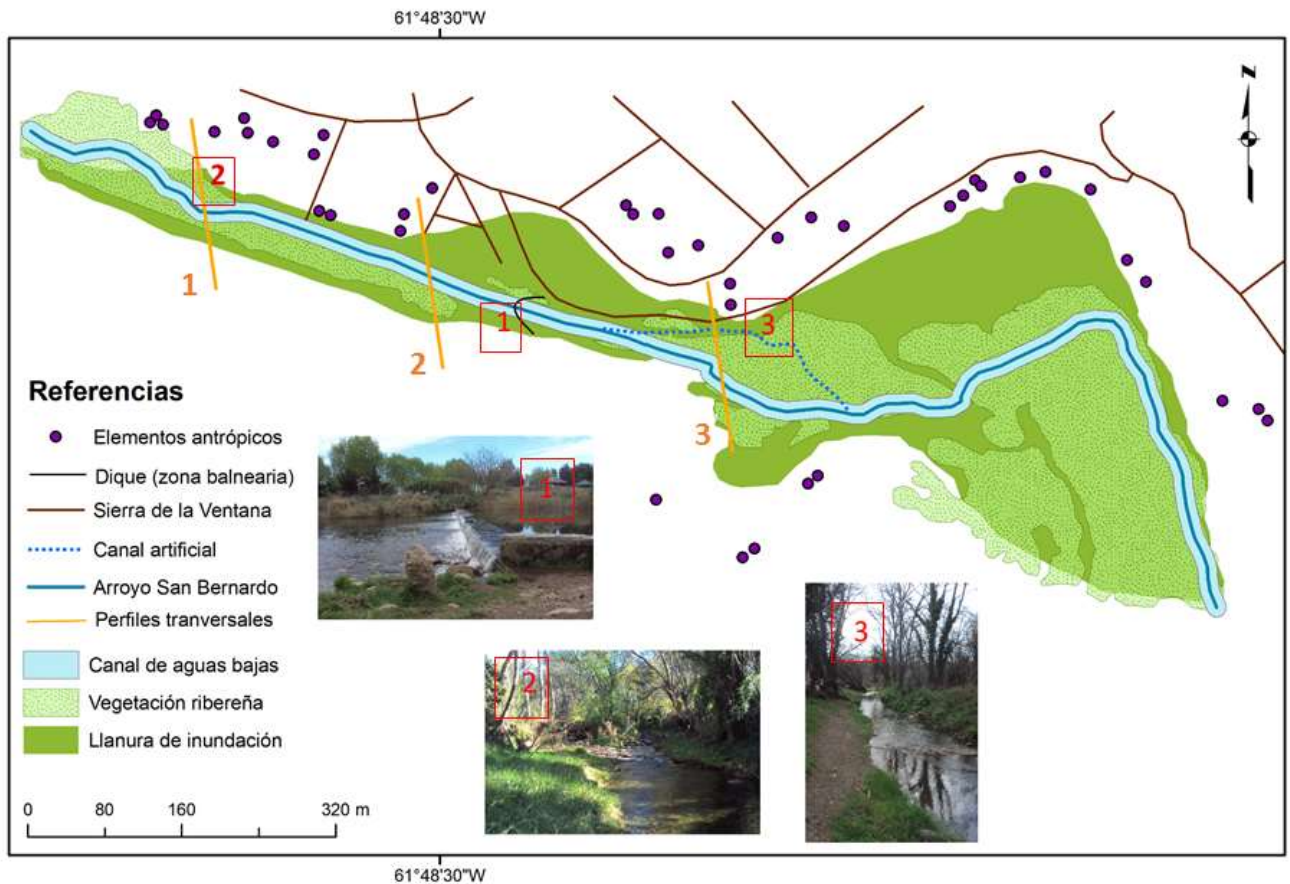 61°48'30"W
N
2
1
2
1
3
3
Referencias
Elementos antrópicos
Dique (zona balnearia)
Sierra de la Ventana
Canal artificial
Arroyo San Bernardo
Perfiles tranversales
Canal de aguas bajas
Vegetación ribereña
Llanura de inundación
1
2
3
0 80 160 320 m
61°48'30"W